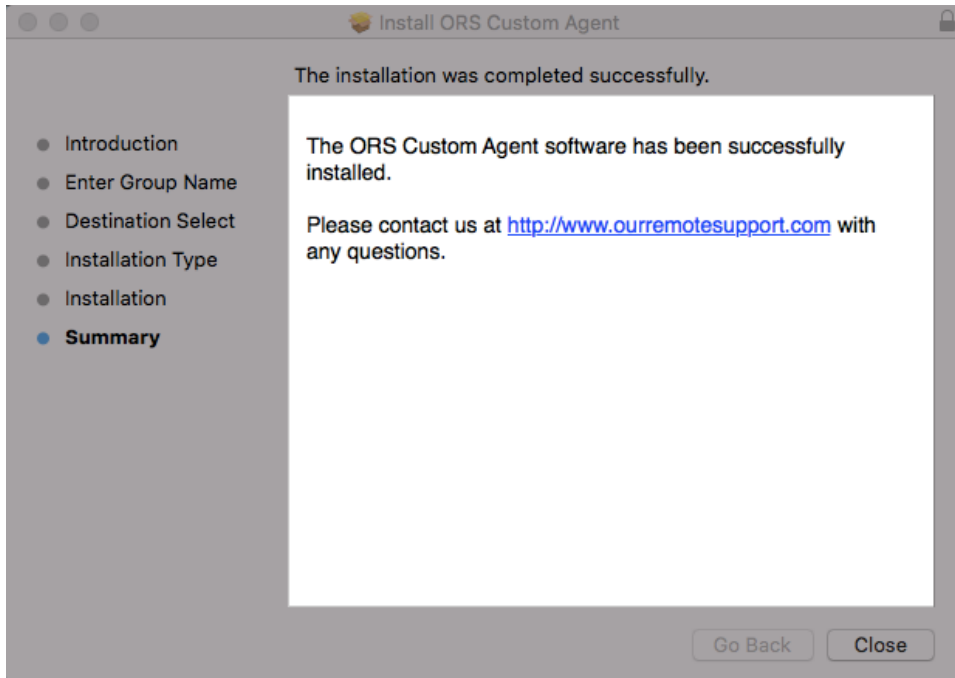 Install ORS Custom Agent
The installation was completed successfully.
Introduction
Enter Group Name
Destination Select
Installation Type
Installation
Summary
The ORS Custom Agent software has been successfully
installed.
Please contact us at http://www.ourremotesupport.com with
any questions.
Go Back
Close